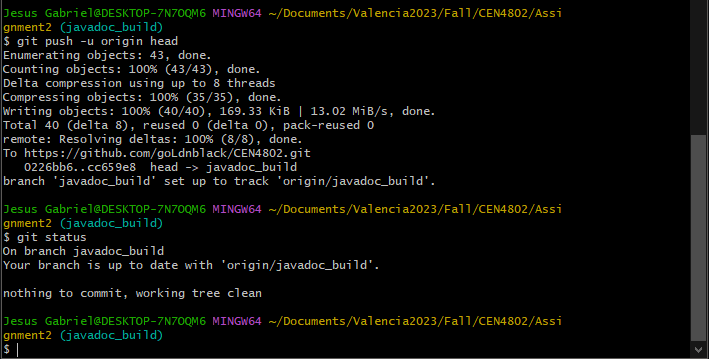 Jesus Gabriel@DESKTOP-7N7OQM6 MINGW64 ~/Documents/Valencia2023/Fall/CEN4802/Assi
gnment2 (javadoc_build)
$ git push -u origin head
Enumerating objects: 43, done.
Counting objects: 100% (43/43), done.
Delta compression using up to 8 threads
Compressing objects: 100% (35/35), done.
Writing objects: 100% (40/40), 169.33 KiB | 13.02 MiB/s, done.
Total 40 (delta 8), reused 0 (delta 0), pack-reused 0
remote: Resolving deltas: 100% (8/8), done.
To https://github.com/goLdnblack/CEN4802.git
   0226bb6..cc659e8  head -> javadoc_build
branch 'javadoc_build' set up to track 'origin/javadoc_build'.
Jesus Gabriel@DESKTOP-7N7OQM6 MINGW64 ~/Documents/Valencia2023/Fall/CEN4802/Assi
gnment2 (javadoc_build)
$ git status
On branch javadoc_build
Your branch is up to date with 'origin/javadoc_build'.
nothing to commit, working tree clean
Jesus Gabriel@DESKTOP-7N7OQM6 MINGW64 ~/Documents/Valencia2023/Fall/CEN4802/Assi
gnment2 (javadoc_build)
$